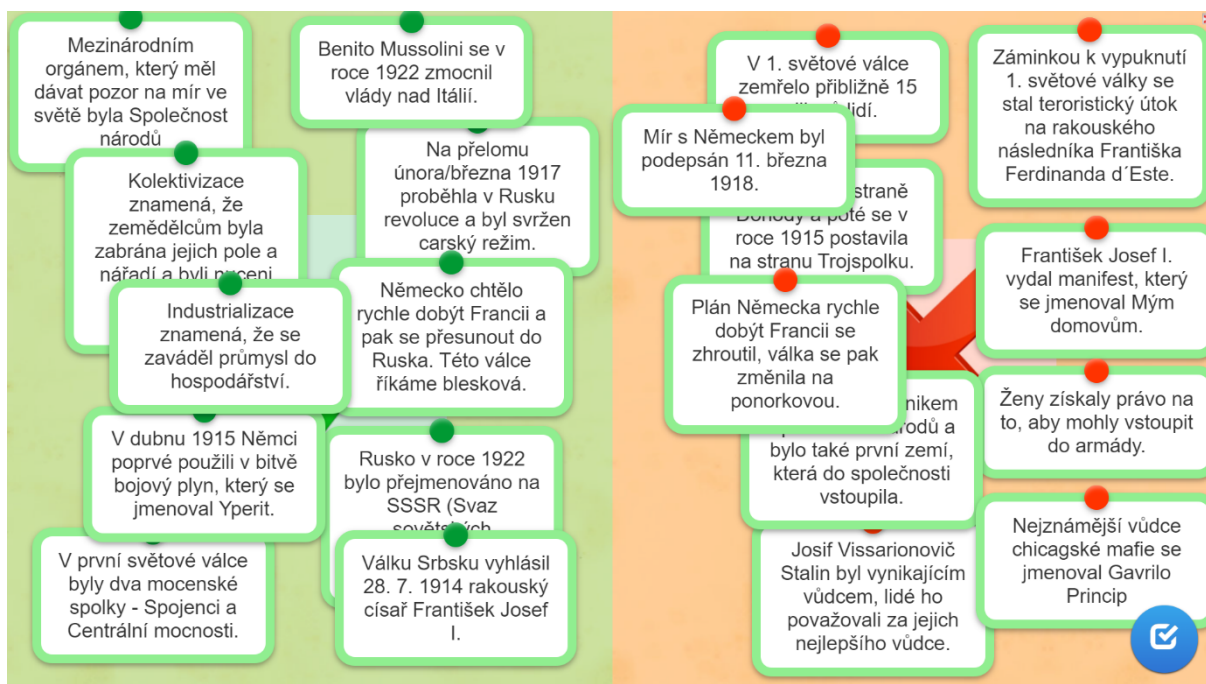 Mezinárodním
orgánem, který měl
dávat pozor na mír ve
světě byla Společnost
národů
Benito Mussolini se v
roce 1922 zmocnil
vlády nad Itálií.
Kolektivizace
znamená, že
zemědělcům byla
zabrána jejich pole a
nářadí a byli nuceni
Na přelomu
února/března 1917
proběhla v Rusku
revoluce a byl svržen
carský režim.
Industrializace
znamená, že se
zaváděl průmysl do
hospodářství.
Německo chtělo
rychle dobýt Francii a
pak se přesunout do
Ruska. Této válce
říkáme blesková.
V dubnu 1915 Němci
poprvé použili v bitvě
bojový plyn, který se
jmenoval Yperit.
Rusko v roce 1922
bylo přejmenováno na
SSSR (Svaz
sovětských
V první světové válce
byly dva mocenské
spolky - Spojenci a
Centrální mocnosti.
Válku Srbsku vyhlásil
28. 7. 1914 rakouský
císař František Josef
I.
V 1. světové válce
zemřelo přibližně 15
lidí.
Záminkou k vypuknutí
1. světové války se
stal teroristický útok
na rakouského
následníka Františka
Ferdinanda d´Este.
Mír s Německem byl
podepsán 11. března
1918.
straně
Dohody a poté se v
roce 1915 postavila
na stranu Trojspolku.
František Josef I.
vydal manifest, který
se jmenoval Mým
domovům.
Plán Německa rychle
dobýt Francii se
zhroutil, válka se pak
změnila na
ponorkovou.
a
bylo také první zemí,
která do společnosti
vstoupila.
Ženy získaly právo na
to, aby mohly vstoupit
do armády.
Josif Vissarionovič
Stalin byl vynikajícím
vůdcem, lidé ho
považovali za jejich
nejlepšího vůdce.
Nejznámější vůdce
chicagské mafie se
jmenoval Gavrilo
Princip